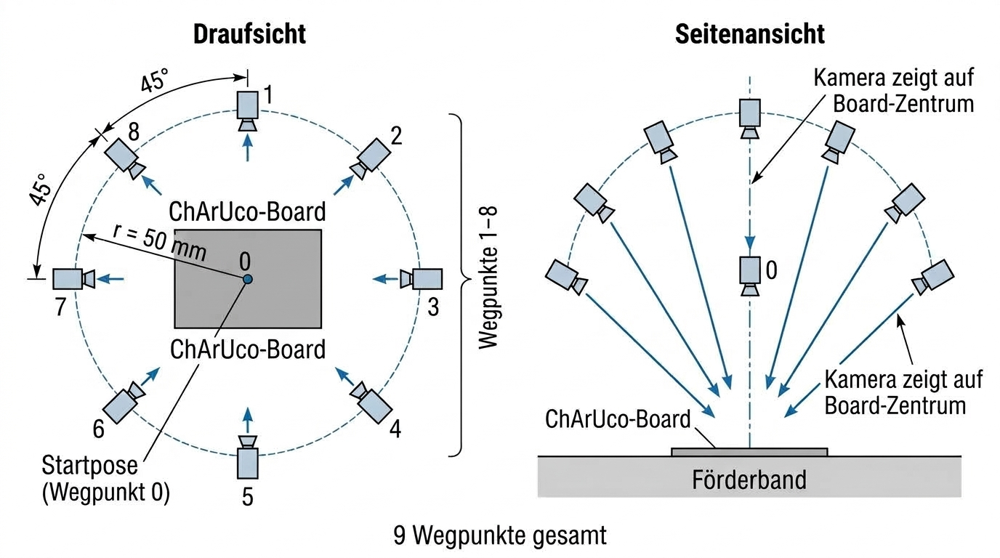 Draufsicht
45°
1
8
2
45°
ChArUco-Board
r = 50 mm
0
7
3
ChArUco-Board
6
4
Startpose
(Wegpunkt 0)
5
Wegpunkte 1–8
Seitenansicht
Kamera zeigt auf
Board-Zentrum
0
Kamera zeigt auf
Board-Zentrum
ChArUco-Board
Förderband
9 Wegpunkte gesamt